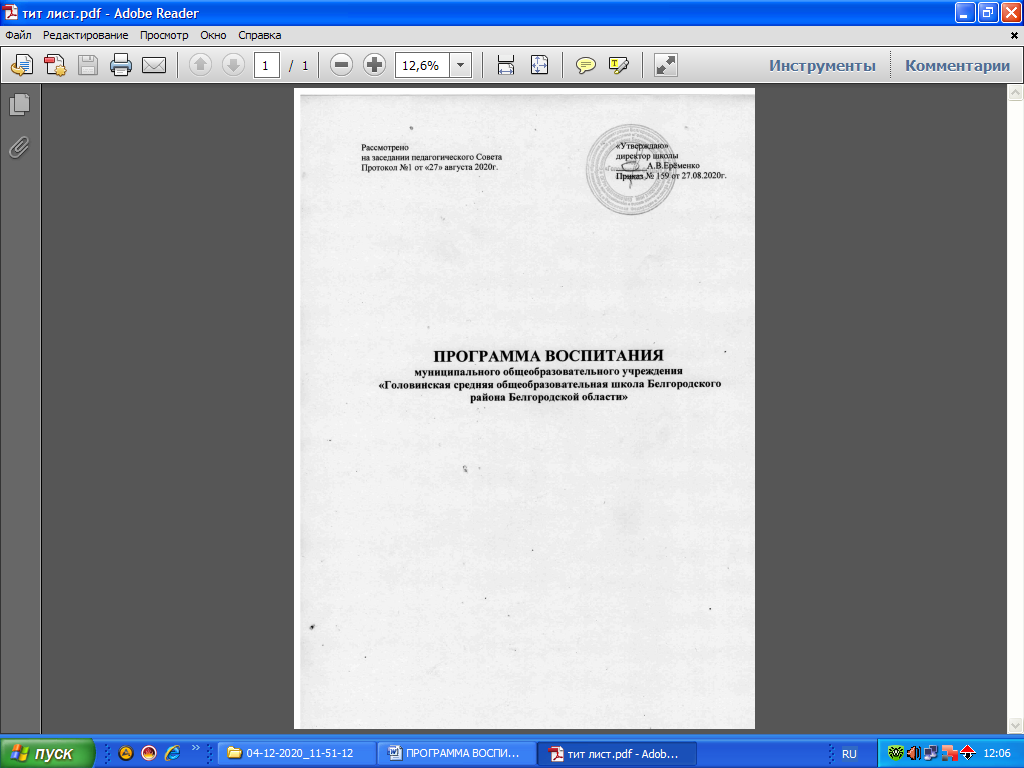 тит лист.pdf - Adobe Reader
Файл Редактирование Просмотр Окно Справка
1 / 1 12,6% Инструменты Комментарии
Рассмотрено
на заседании педагогического Совета
Протокол №1 от «27» августа 2020г.
«Утверждаю»
директор школы
А.В.Ерёменко
Приказ № 159 от 27.08.2020г.
ПРОГРАММА ВОСПИТАНИЯ
муниципального общеобразовательного учреждения
«Головинская средняя общеобразовательная школа Белгородского
района Белгородской области»
пуск
04-12-2020_11-51-12
ПРОГРАММА ВОСПИ...
тит лист.pdf - Adob...
RU
12:06